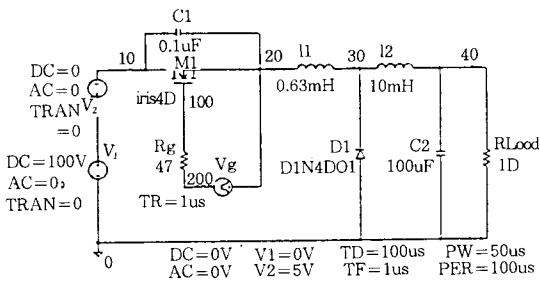 C1
10
0.1uF
20
l1
30
l2
40
M1
DC=0
AC=0
TRAN
=0
V₂
iris4D
100
0.63mH
10mH
Rg
47
Vg
200
TR=1us
D1
D1N4DO1
C2
100uF
RLood
1D
DC=100V
AC=0,
TRAN=0
V₁
0
DC=0V V1=0V TD=100us PW=50us
AC=0V V2=5V TF=1us PER=100us